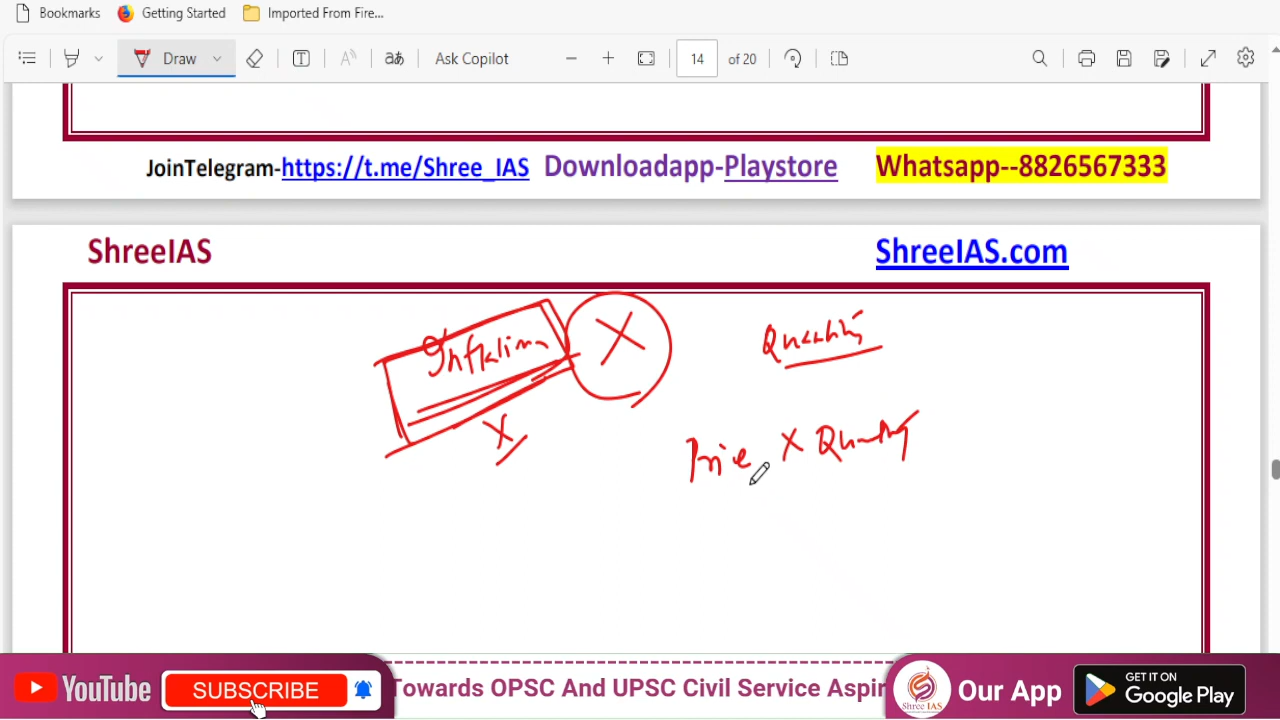 Bookmarks Getting Started Imported From Fire...
Draw Ask Copilot 14 of 20
JoinTelegram-https://t.me/Shree_IAS Downloadapp-Playstore Whatsapp--8826567333
ShreeIAS ShreeIAS.com
Inflation X Quantity
X
Price X Quantity
YouTube SUBSCRIBE Towards OPSC And UPSC Civil Service Aspir Shree IAS Our App GET IT ON Google Play